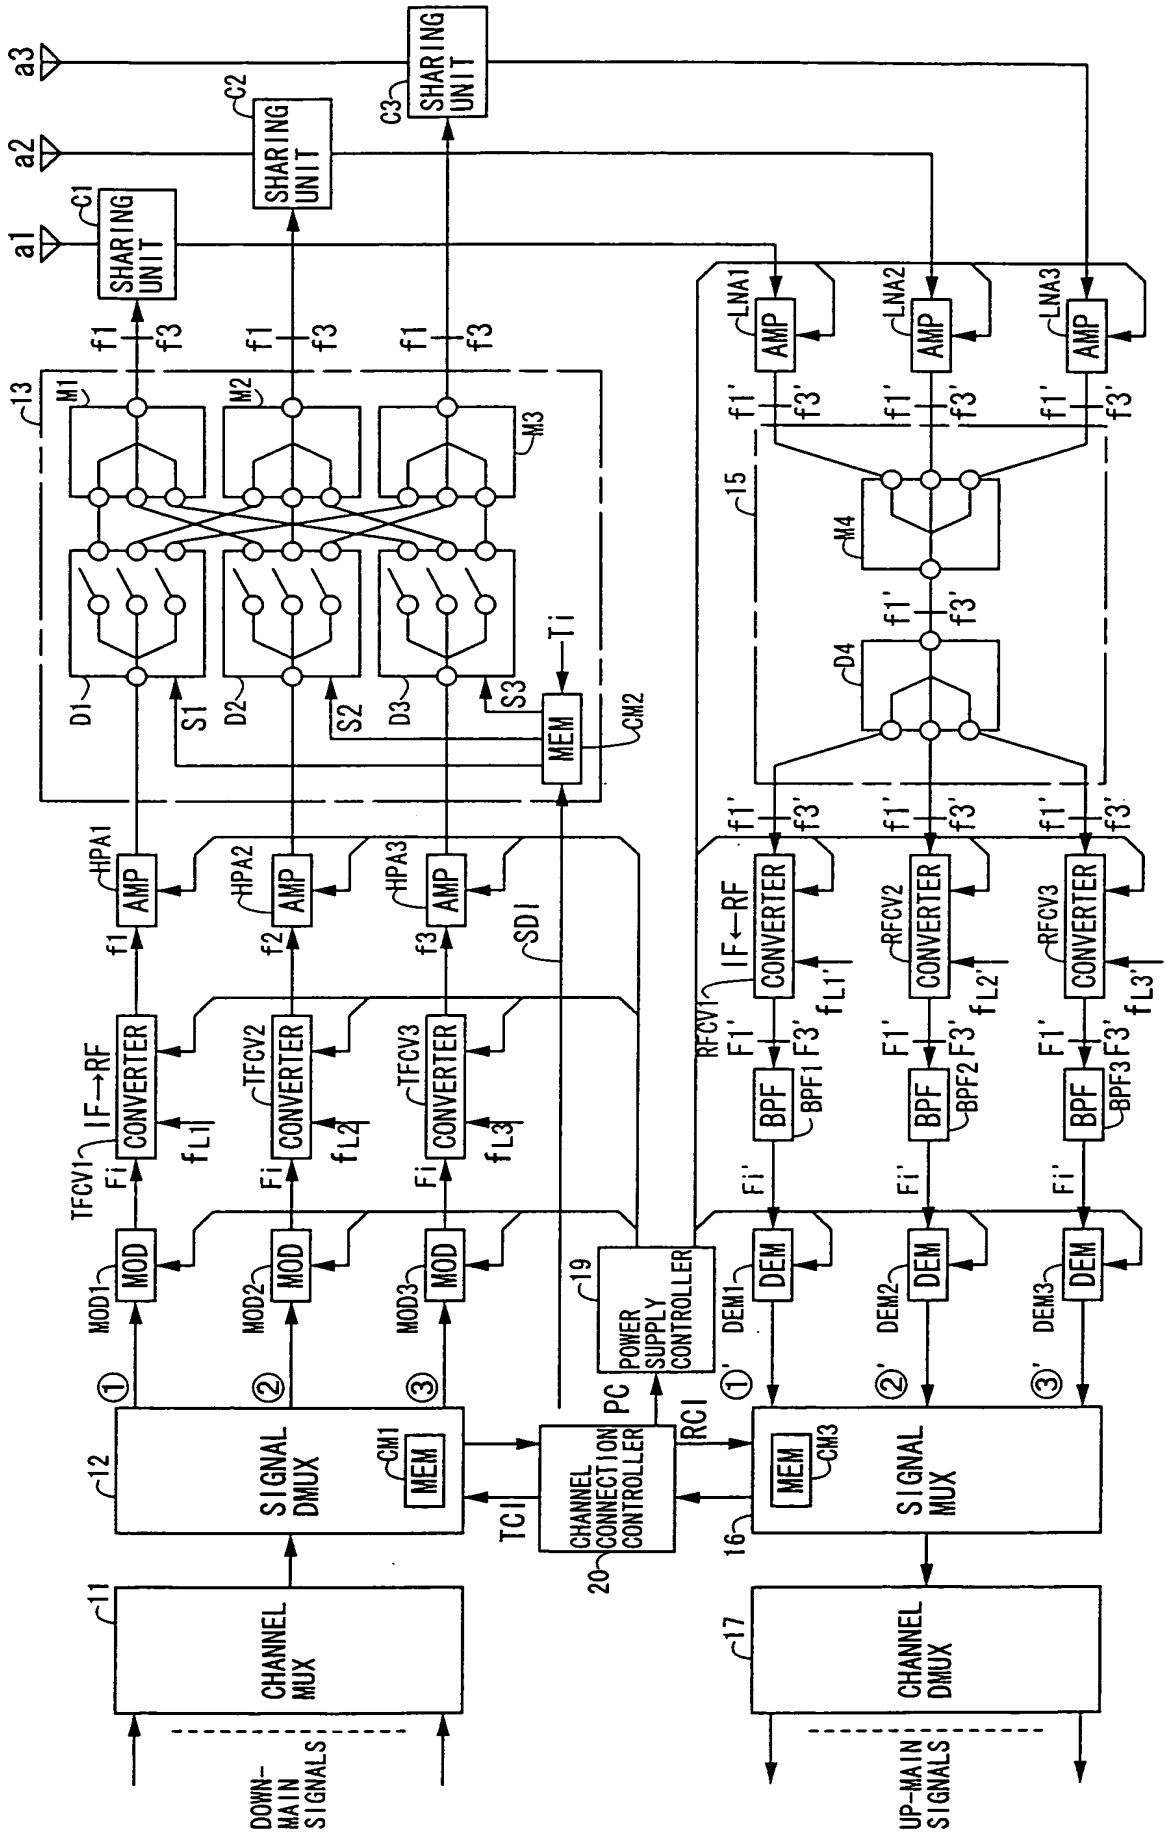 DOWN-
MAIN
SIGNALS
11
CHANNEL
MUX
12
SIGNAL
DMUX
CM1
MEM
①
②
③
MOD1
MOD
MOD2
MOD
MOD3
MOD
Fi
Fi
Fi
TFCV1
IF→RF
CONVERTER
fL1
TFCV2
CONVERTER
fL2
TFCV3
CONVERTER
fL3
f1
f2
f3
HPA1
AMP
HPA2
AMP
HPA3
AMP
SDI
13
D1
S1
D2
S2
D3
S3
MEM
Ti
CM2
M1
M2
M3
f1
f3
f1
f3
f1
f3
C1
SHARING
UNIT
C2
SHARING
UNIT
C3
SHARING
UNIT
a1
a2
a3
TCI
CHANNEL
CONNECTION
CONTROLLER
20
PC
RCI
19
POWER
SUPPLY
CONTROLLER
LNA1
AMP
LNA2
AMP
LNA3
AMP
f1'
f3'
f1'
f3'
f1'
f3'
15
M4
f1'
f3'
D4
f1'
f3'
f1'
f3'
f1'
f3'
RFCV1
IF←RF
CONVERTER
fL1'
RFCV2
CONVERTER
fL2'
RFCV3
CONVERTER
fL3'
F1'
F3'
F1'
F3'
F1'
F3'
BPF
BPF1
BPF
BPF2
BPF
BPF3
Fi'
Fi'
Fi'
DEM1
DEM
DEM2
DEM
DEM3
DEM
①'
②'
③'
16
MEM
CM3
SIGNAL
MUX
17
CHANNEL
DMUX
UP-MAIN
SIGNALS